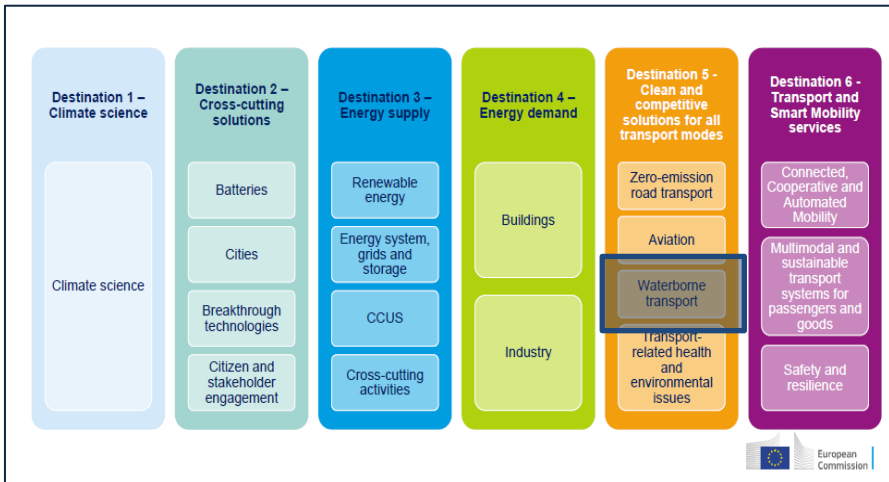 Destination 1 –
Climate science
Climate science
Destination 2 –
Cross-cutting
solutions
Batteries
Cities
Breakthrough
technologies
Citizen and
stakeholder
engagement
Destination 3 –
Energy supply
Renewable
energy
Energy system,
grids and
storage
CCUS
Cross-cutting
activities
Destination 4 –
Energy demand
Buildings
Industry
Destination 5 -
Clean and
competitive
solutions for all
transport modes
Zero-emission
road transport
Aviation
Waterborne
transport
Transport-
related health
and
environmental
issues
Destination 6 -
Transport and
Smart Mobility
services
Connected,
Cooperative and
Automated
Mobility
Multimodal and
sustainable
transport
systems for
passengers and
goods
Safety and
resilience
European
Commission